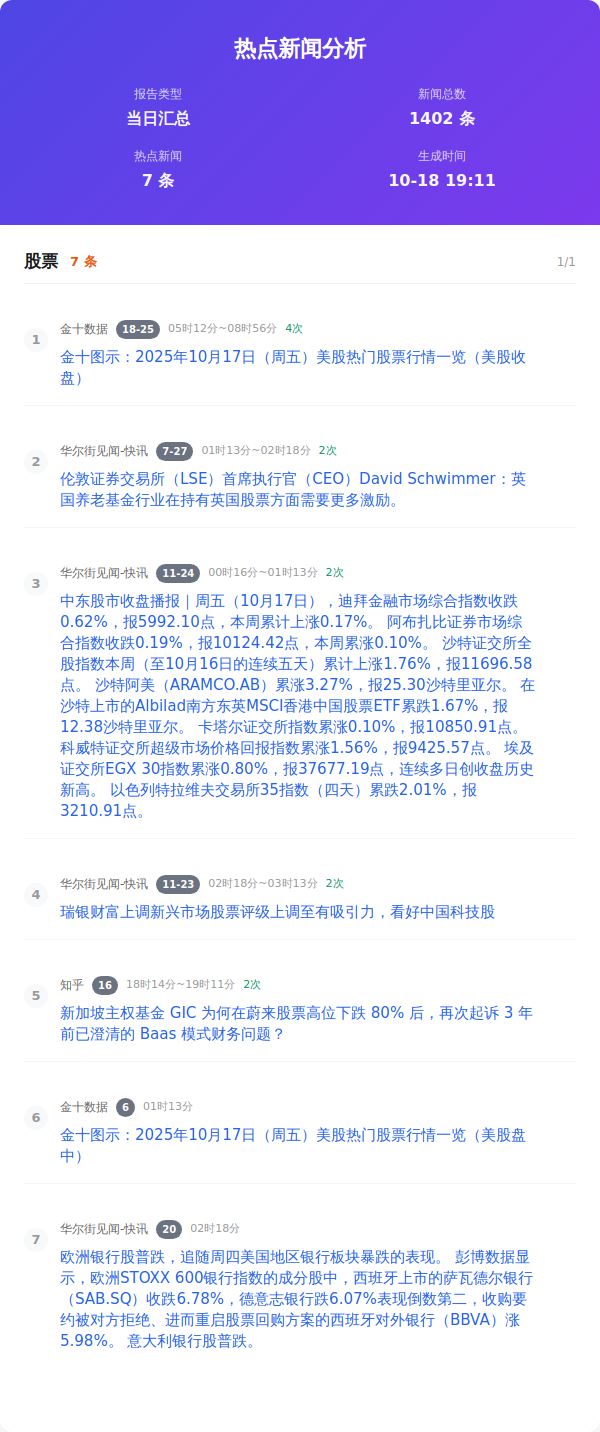 热点新闻分析
报告类型
当日汇总
新闻总数
1402 条
热点新闻
7 条
生成时间
10-18 19:11
股票 7 条 1/1
1 金十数据 18-25 05时12分~08时56分 4次
金十图示：2025年10月17日（周五）美股热门股票行情一览（美股收
盘）
2 华尔街见闻-快讯 7-27 01时13分~02时18分 2次
伦敦证券交易所（LSE）首席执行官（CEO）David Schwimmer：英
国养老基金行业在持有英国股票方面需要更多激励。
3 华尔街见闻-快讯 11-24 00时16分~01时13分 2次
中东股市收盘播报｜周五（10月17日），迪拜金融市场综合指数收跌
0.62%，报5992.10点，本周累计上涨0.17%。 阿布扎比证券市场综
合指数收跌0.19%，报10124.42点，本周累涨0.10%。 沙特证交所全
股指数本周（至10月16日的连续五天）累计上涨1.76%，报11696.58
点。 沙特阿美（ARAMCO.AB）累涨3.27%，报25.30沙特里亚尔。 在
沙特上市的Albilad南方东英MSCI香港中国股票ETF累跌1.67%，报
12.38沙特里亚尔。 卡塔尔证交所指数累涨0.10%，报10850.91点。
科威特证交所超级市场价格回报指数累涨1.56%，报9425.57点。 埃及
证交所EGX 30指数累涨0.80%，报37677.19点，连续多日创收盘历史
新高。 以色列特拉维夫交易所35指数（四天）累跌2.01%，报
3210.91点。
4 华尔街见闻-快讯 11-23 02时18分~03时13分 2次
瑞银财富上调新兴市场股票评级上调至有吸引力，看好中国科技股
5 知乎 16 18时14分~19时11分 2次
新加坡主权基金 GIC 为何在蔚来股票高位下跌 80% 后，再次起诉 3 年
前已澄清的 Baas 模式财务问题？
6 金十数据 6 01时13分
金十图示：2025年10月17日（周五）美股热门股票行情一览（美股盘
中）
7 华尔街见闻-快讯 20 02时18分
欧洲银行股普跌，追随周四美国地区银行板块暴跌的表现。 彭博数据显
示，欧洲STOXX 600银行指数的成分股中，西班牙上市的萨瓦德尔银行
（SAB.SQ）收跌6.78%，德意志银行跌6.07%表现倒数第二，收购要
约被对方拒绝、进而重启股票回购方案的西班牙对外银行（BBVA）涨
5.98%。 意大利银行股普跌。